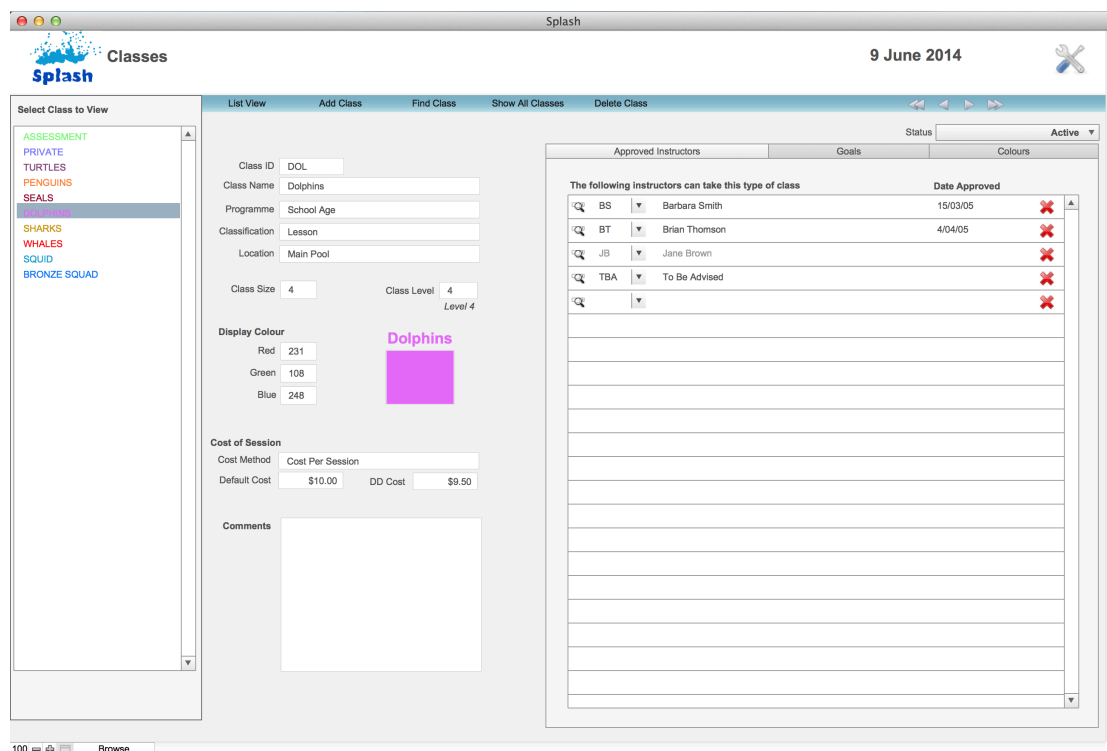 Splash
Splash
Classes
9 June 2014
Select Class to View
List View Add Class Find Class Show All Classes Delete Class
ASSESSMENT
PRIVATE
TURTLES
PENGUINS
SEALS
DOLPHINS
SHARKS
WHALES
SQUID
BRONZE SQUAD
Status Active
Class ID DOL
Class Name Dolphins
Programme School Age
Classification Lesson
Location Main Pool
Class Size 4 Class Level 4
Level 4
Display Colour
Dolphins
Red 231
Green 108
Blue 248
Cost of Session
Cost Method Cost Per Session
Default Cost $10.00 DD Cost $9.50
Comments
Approved Instructors Goals Colours
The following instructors can take this type of class Date Approved
BS Barbara Smith 15/03/05
BT Brian Thomson 4/04/05
JB Jane Brown
TBA To Be Advised
100 Browse